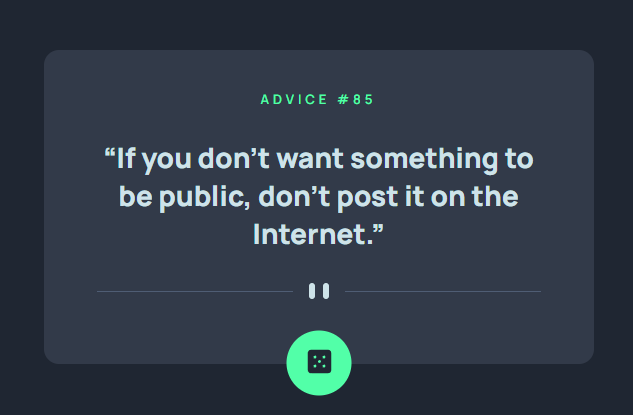 ADVICE #85
“If you don’t want something to
be public, don’t post it on the
Internet.”